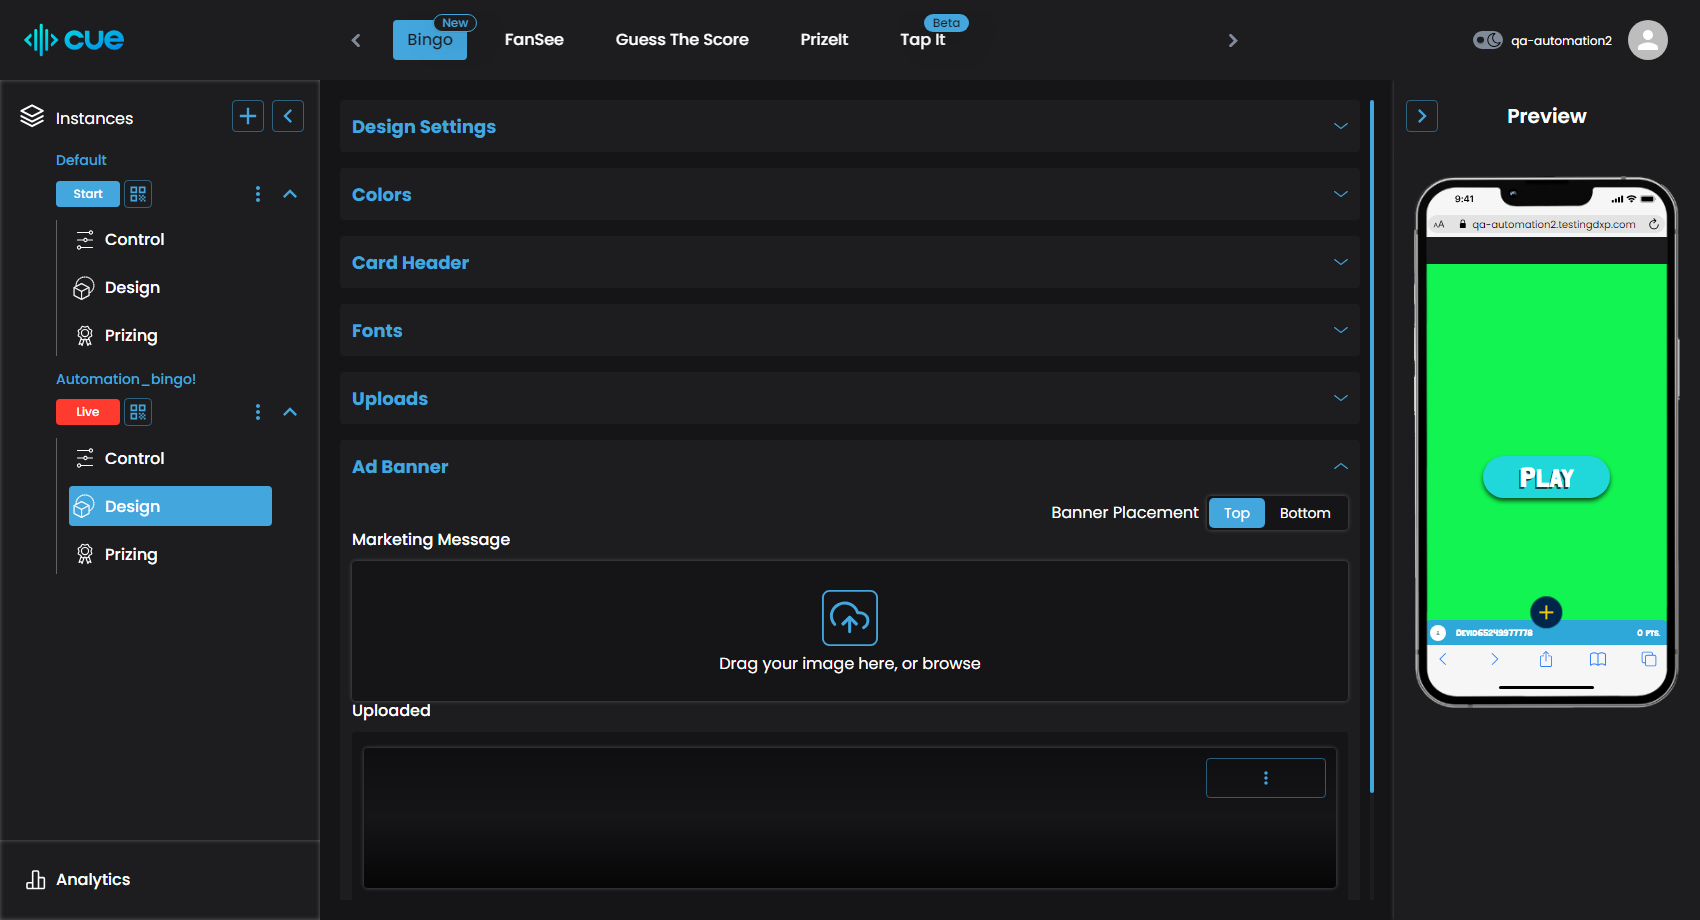 cue
Bingo
New
FanSee
Guess The Score
PrizeIt
Tap It
Beta
qa-automation2
Instances
Default
Start
Control
Design
Prizing
Automation_bingo!
Live
Control
Design
Prizing
Analytics
Design Settings
Colors
Card Header
Fonts
Uploads
Ad Banner
Banner Placement
Top
Bottom
Marketing Message
Drag your image here, or browse
Uploaded
Preview
9:41
AA
qa-automation2.testingdxp.com
PLAY
DEVID65249977778
0 PTS.